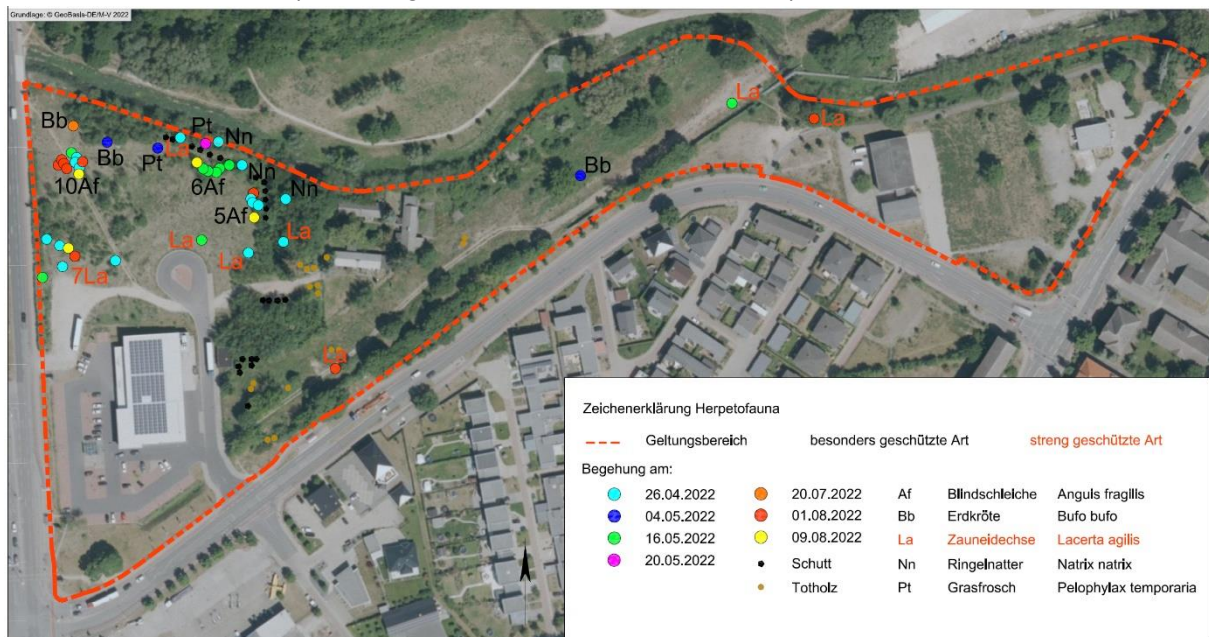 Grundlage: © GeoBasis-DE/M-V 2022
La
Bb
Pt
Nn
Bb
La
La
Pt
Nn
Bb
10Af
6Af
Nn
5Af
La
La
La
7La
La
Zeichenerklärung Herpetofauna
Geltungsbereich besonders geschützte Art streng geschützte Art
Begehung am:
26.04.2022 20.07.2022 Af Blindschleiche Anguis fragilis
04.05.2022 01.08.2022 Bb Erdkröte Bufo bufo
16.05.2022 09.08.2022 La Zauneidechse Lacerta agilis
20.05.2022 Schutt Nn Ringelnatter Natrix natrix
Totholz Pt Grasfrosch Pelophylax temporaria